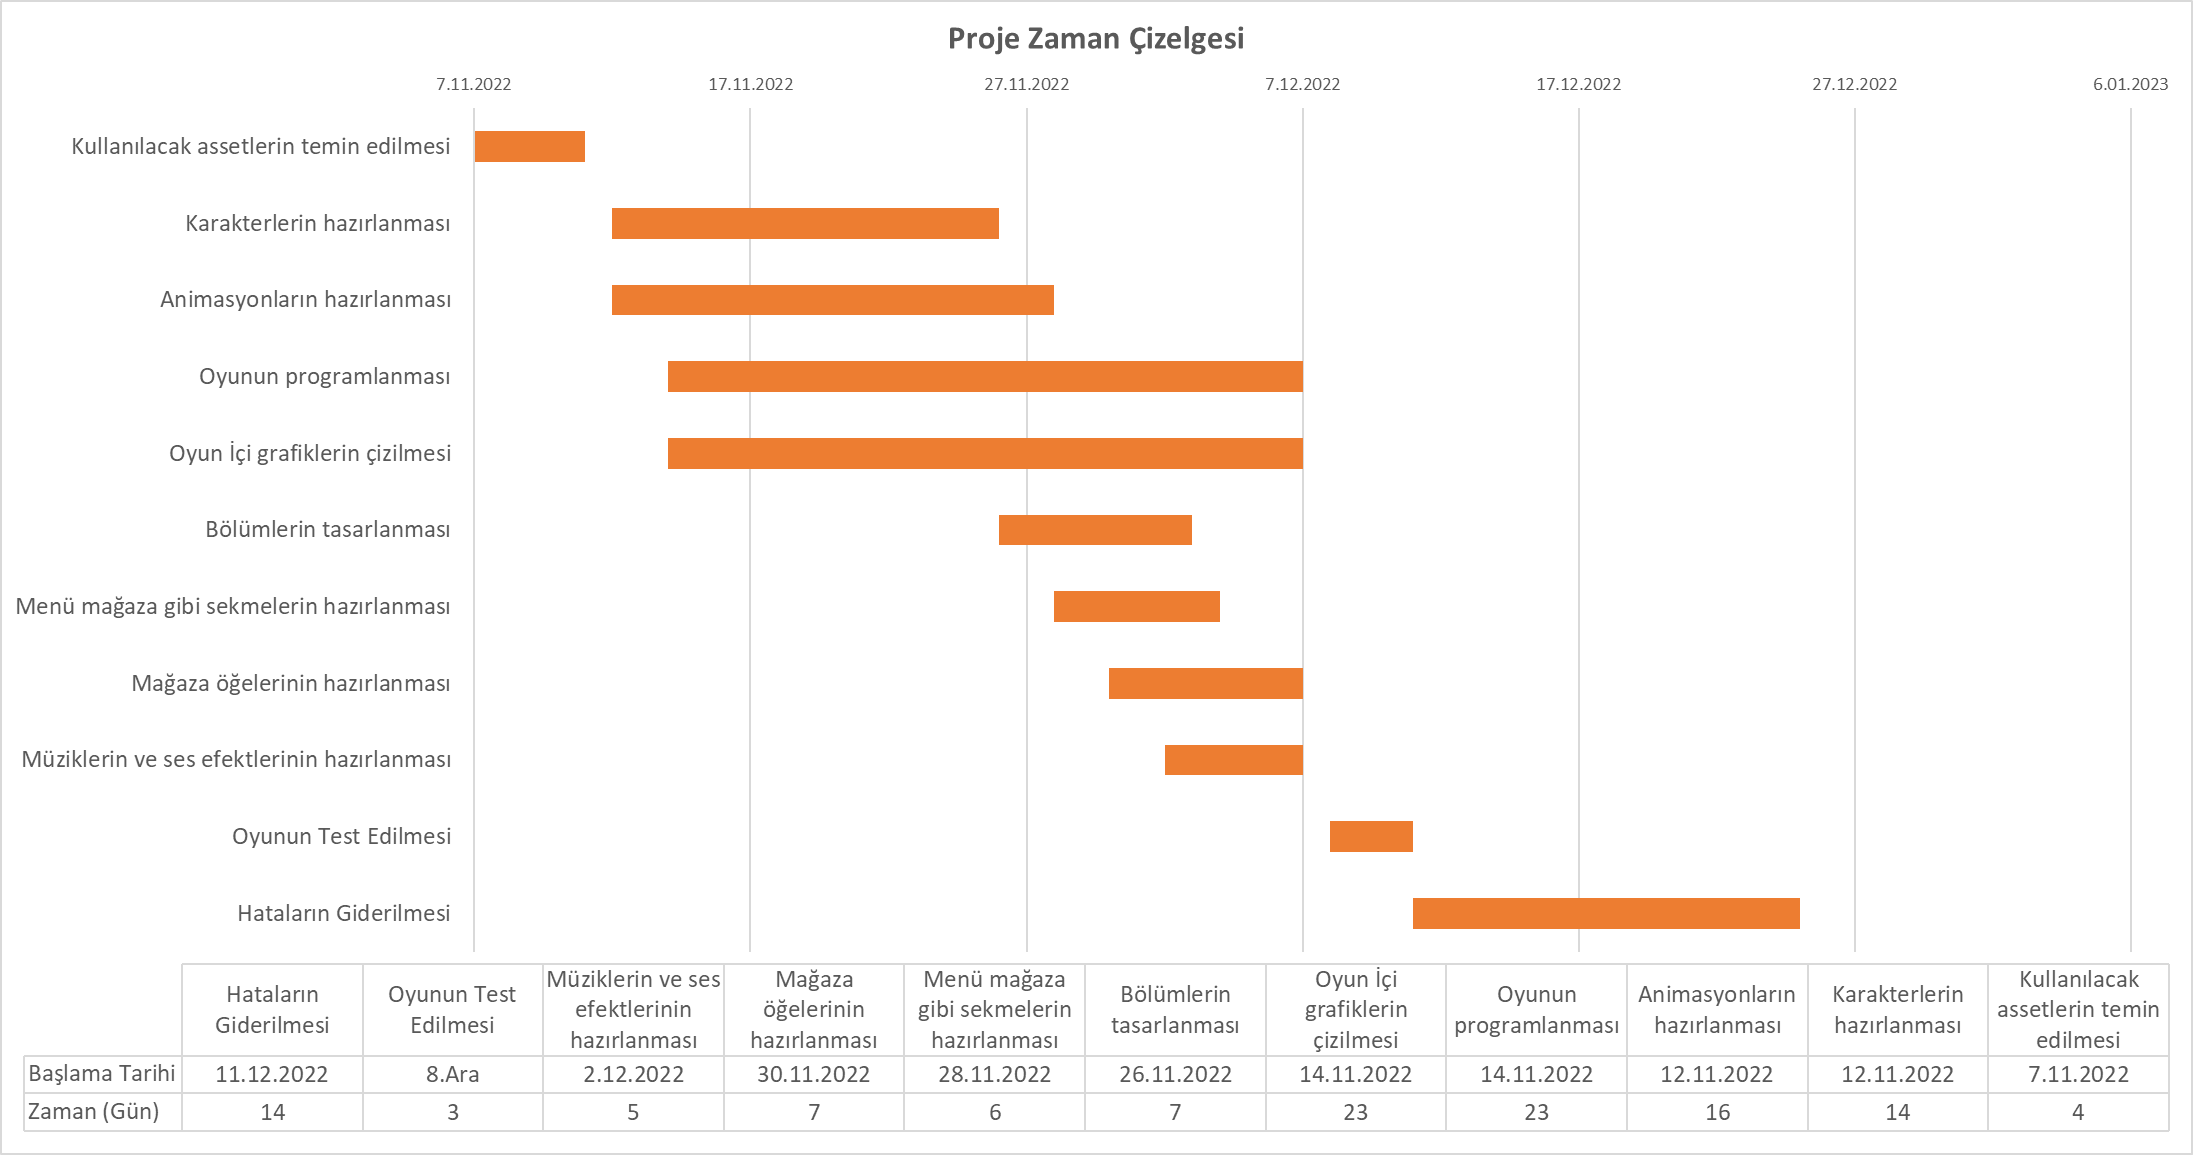 Proje Zaman Çizelgesi
7.11.2022 17.11.2022 27.11.2022 7.12.2022 17.12.2022 27.12.2022 6.01.2023
Kullanılacak assetlerin temin edilmesi
Karakterlerin hazırlanması
Animasyonların hazırlanması
Oyunun programlanması
Oyun İçi grafiklerin çizilmesi
Bölümlerin tasarlanması
Menü mağaza gibi sekmelerin hazırlanması
Mağaza öğelerinin hazırlanması
Müziklerin ve ses efektlerinin hazırlanması
Oyunun Test Edilmesi
Hataların Giderilmesi
Hataların
Giderilmesi
Oyunun Test
Edilmesi
Müziklerin ve ses
efektlerinin
hazırlanması
Mağaza
öğelerinin
hazırlanması
Menü mağaza
gibi sekmelerin
hazırlanması
Bölümlerin
tasarlanması
Oyun İçi
grafiklerin
çizilmesi
Oyunun
programlanması
Animasyonların
hazırlanması
Karakterlerin
hazırlanması
Kullanılacak
assetlerin temin
edilmesi
Başlama Tarihi 11.12.2022 8.Ara 2.12.2022 30.11.2022 28.11.2022 26.11.2022 14.11.2022 14.11.2022 12.11.2022 12.11.2022 7.11.2022
Zaman (Gün) 14 3 5 7 6 7 23 23 16 14 4